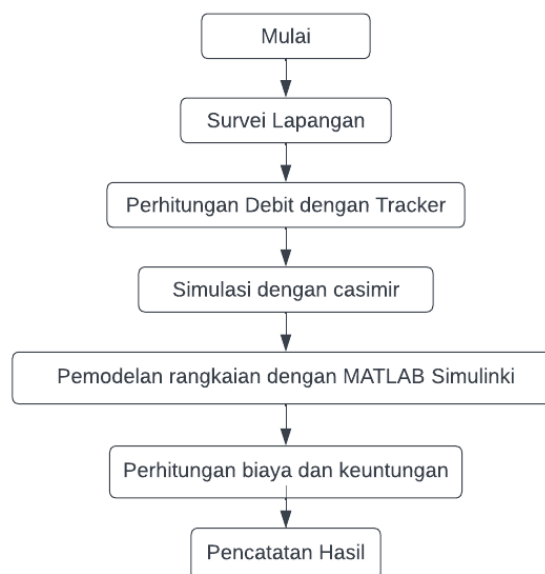 Mulai
Survei Lapangan
Perhitungan Debit dengan Tracker
Simulasi dengan casimir
Pemodelan rangkaian dengan MATLAB Simulinki
Perhitungan biaya dan keuntungan
Pencatatan Hasil